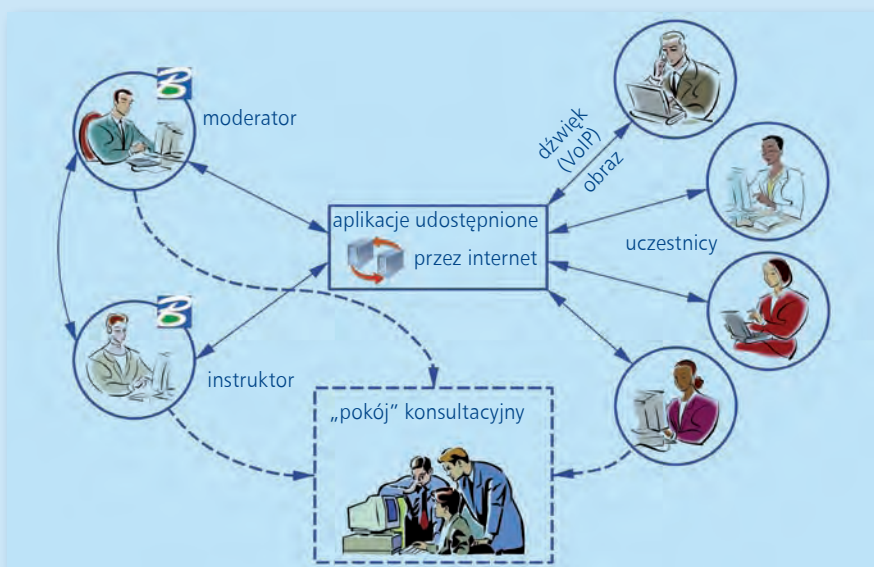 moderator
dźwięk
(VoIP)
obraz
aplikacje udostępnione
przez internet
uczestnicy
instruktor
„pokój” konsultacyjny